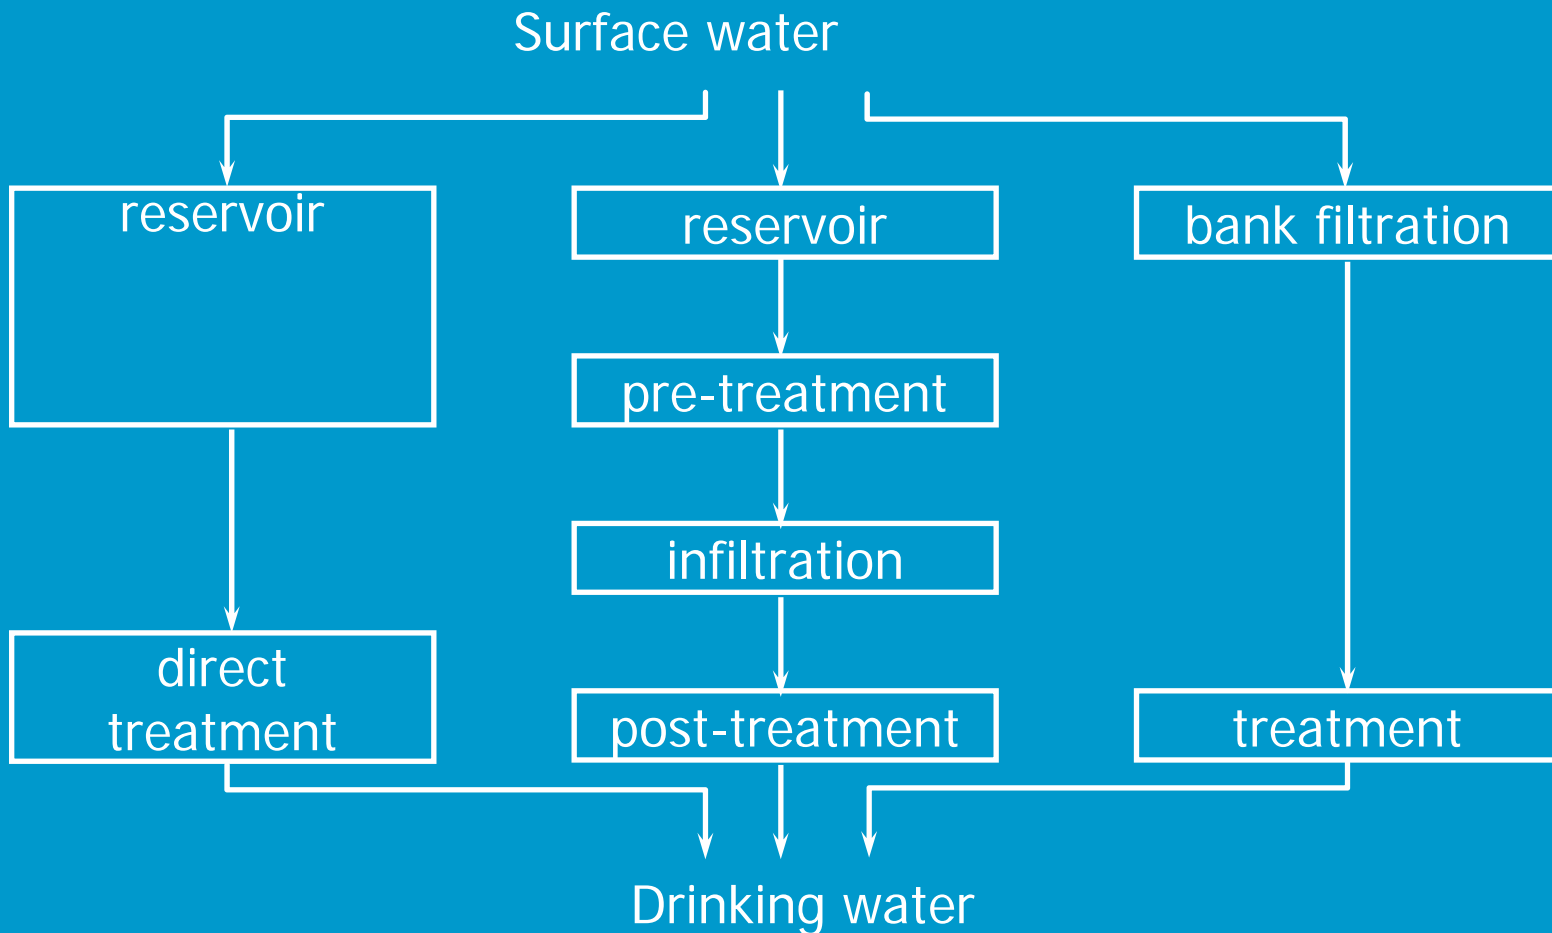 Surface water
reservoir
reservoir
bank filtration
pre-treatment
infiltration
direct
treatment
post-treatment
treatment
Drinking water